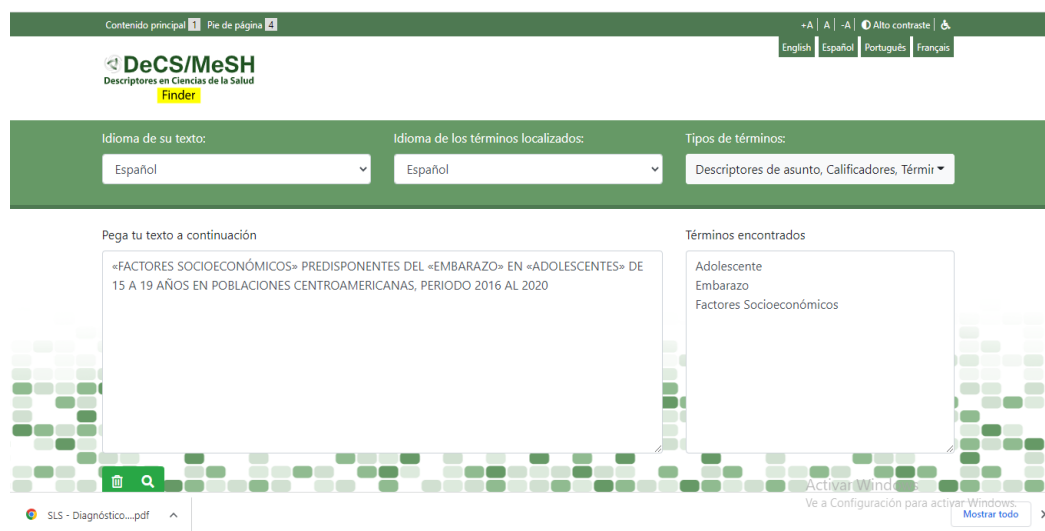 Contenido principal 1 Pie de página 4
+A | A | -A | Alto contraste |
English Español Português Français
DeCS/MeSH
Descriptores en Ciencias de la Salud
Finder
Idioma de su texto:
Idioma de los términos localizados:
Tipos de términos:
Español
Español
Descriptores de asunto, Calificadores, Términ
Pega tu texto a continuación
Términos encontrados
«FACTORES SOCIOECONÓMICOS» PREDISPONENTES DEL «EMBARAZO» EN «ADOLESCENTES» DE
15 A 19 AÑOS EN POBLACIONES CENTROAMERICANAS, PERIODO 2016 AL 2020
Adolescente
Embarazo
Factores Socioeconómicos
Activar Windows
Ve a Configuración para activar Windows.
SLS - Diagnóstico....pdf
Mostrar todo